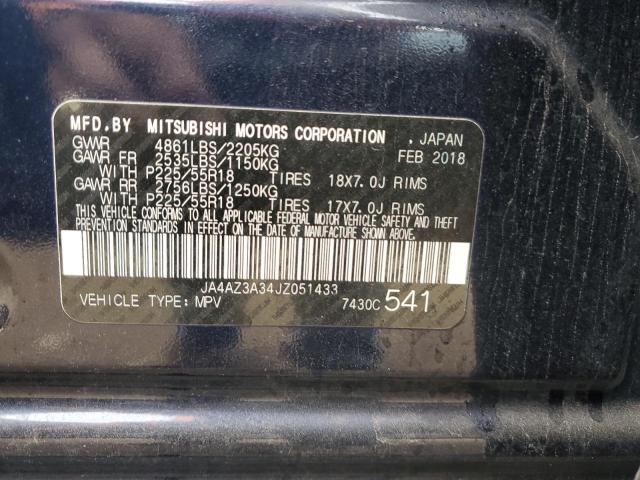 MFD.BY MITSUBISHI MOTORS CORPORATION , JAPAN
GVWR 4861LBS/2205KG FEB 2018
GAWR FR 2535LBS/1150KG
WITH P225/55R18 TIRES 18X7.0J RIMS
GAWR RR 2756LBS/1250KG
WITH P225/55R18 TIRES 17X7.0J RIMS
THIS VEHICLE CONFORMS TO ALL APPLICABLE FEDERAL MOTOR VEHICLE SAFETY AND THEFT
PREVENTION STANDARDS IN EFFECT ON THE DATE OF MANUFACTURE SHOWN ABOVE.
JA4AZ3A34JZ051433
VEHICLE TYPE: MPV 7430C 541